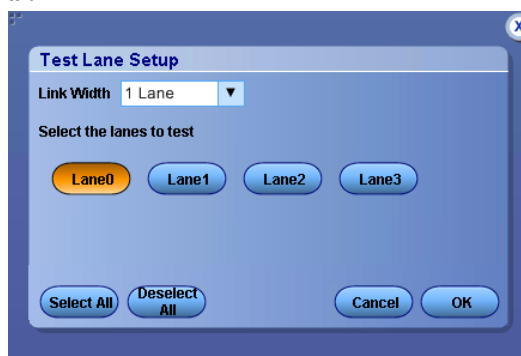 Test Lane Setup
Link Width 1 Lane
Select the lanes to test
Lane0 Lane1 Lane2 Lane3
Select All Deselect All Cancel OK